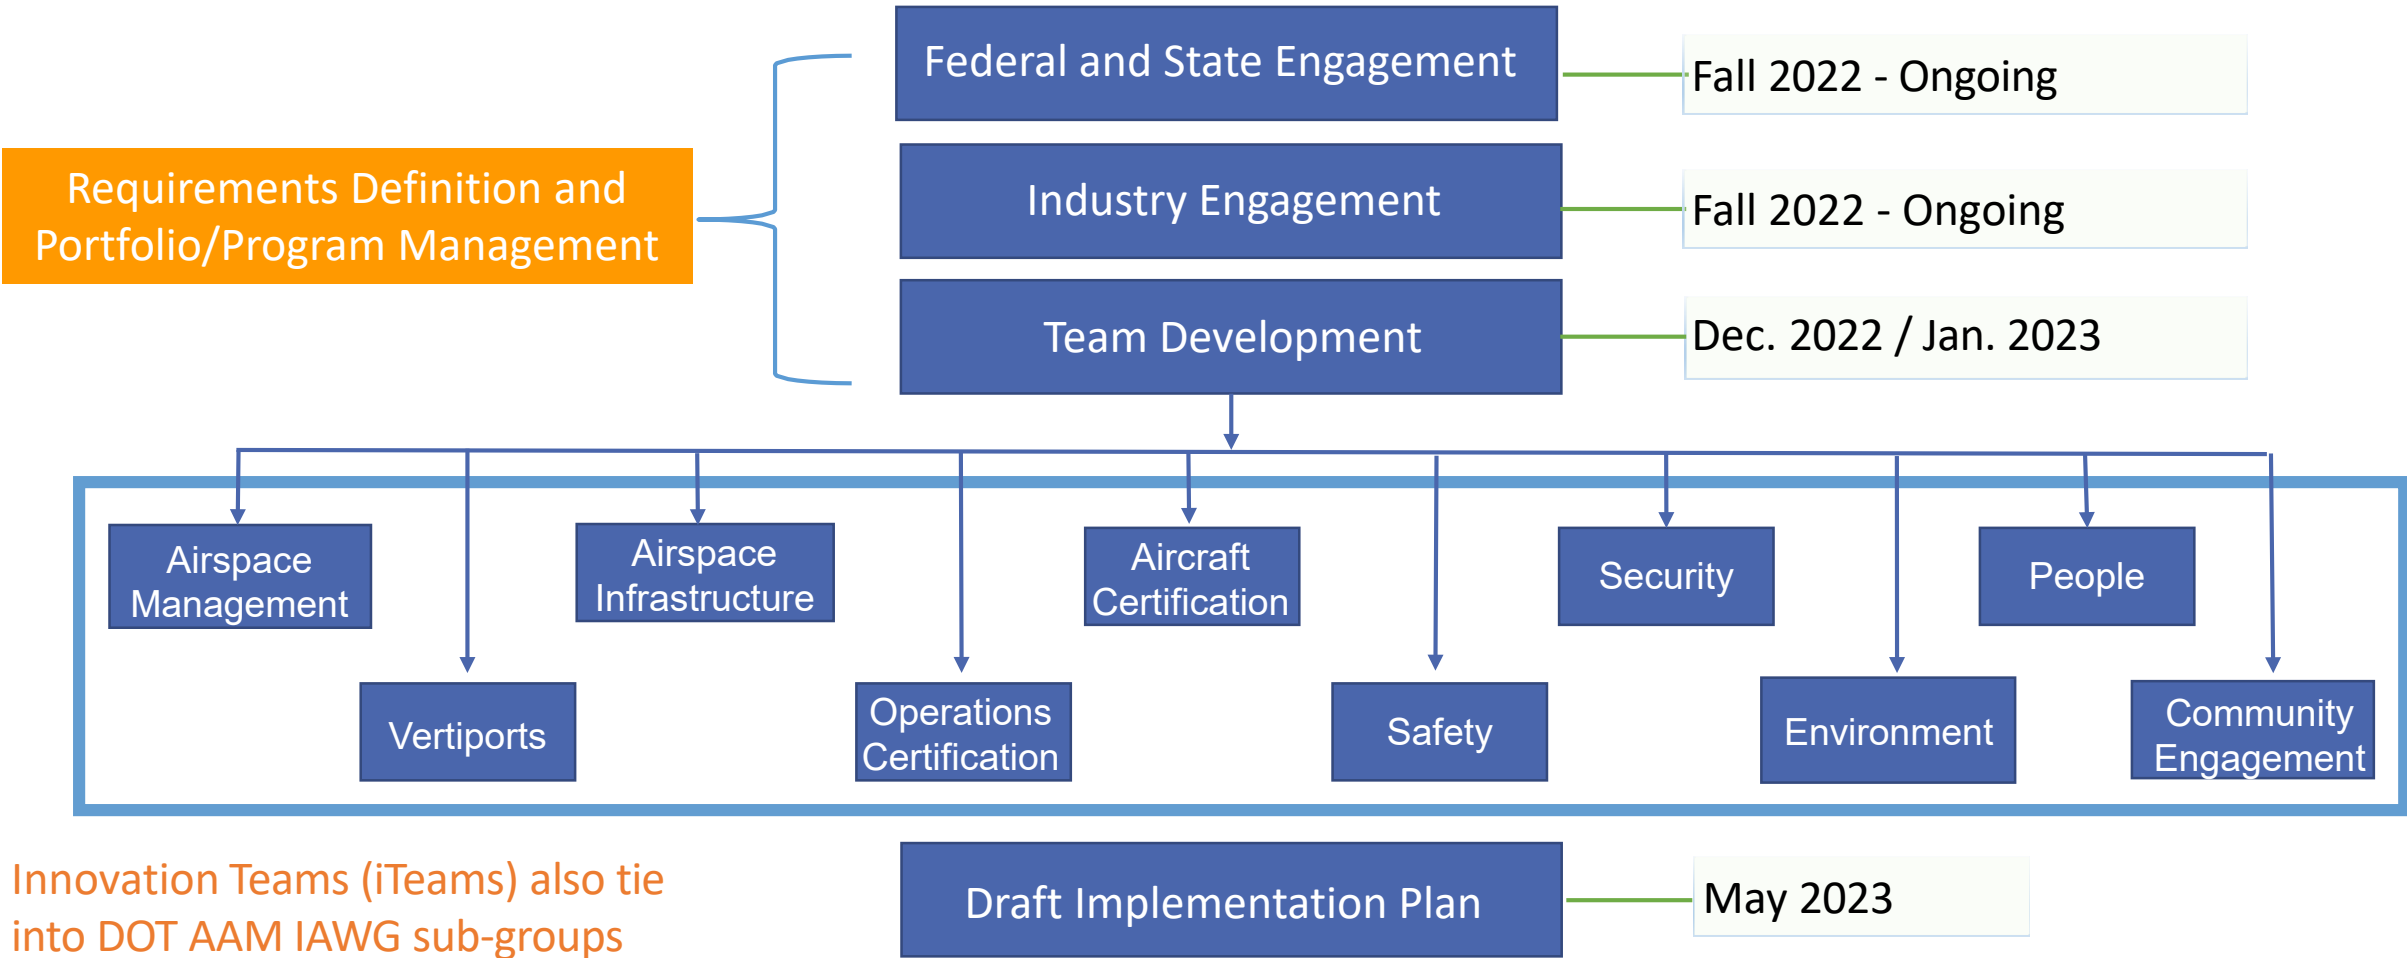 Federal and State Engagement
Fall 2022 - Ongoing
Requirements Definition and
Portfolio/Program Management
Industry Engagement
Fall 2022 - Ongoing
Team Development
Dec. 2022 / Jan. 2023
Airspace
Management
Airspace
Infrastructure
Aircraft
Certification
Security
People
Vertiports
Operations
Certification
Safety
Environment
Community
Engagement
Innovation Teams (iTeams) also tie
into DOT AAM IAWG sub-groups
Draft Implementation Plan
May 2023